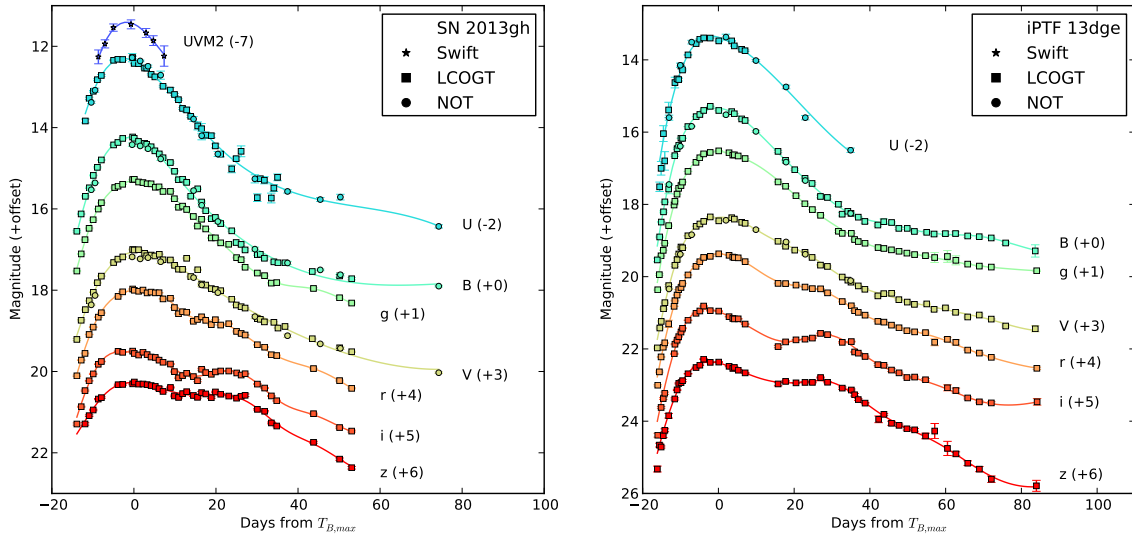 SN 2013gh
Swift
LCOGT
NOT
UVM2 (-7)
U (-2)
B (+0)
g (+1)
V (+3)
r (+4)
i (+5)
z (+6)
12
14
16
18
20
22
Magnitude (+offset)
−20 0 20 40 60 80 100
Days from T_{B,max}
iPTF 13dge
Swift
LCOGT
NOT
U (-2)
B (+0)
g (+1)
V (+3)
r (+4)
i (+5)
z (+6)
14
16
18
20
22
24
26
Magnitude (+offset)
−20 0 20 40 60 80 100
Days from T_{B,max}